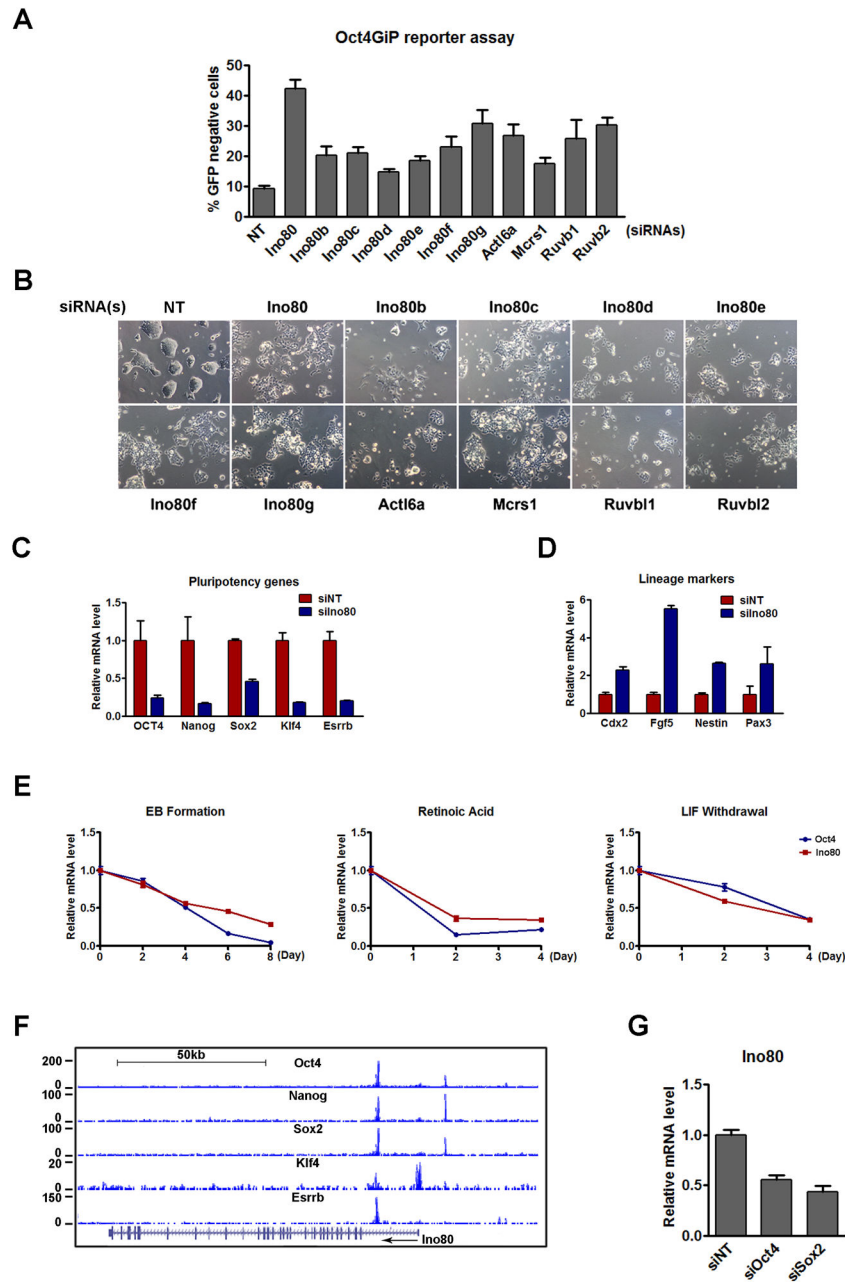 A
Oct4GiP reporter assay
% GFP negative cells
50
40
30
20
10
0
NT
Ino80
Ino80b
Ino80c
Ino80d
Ino80e
Ino80f
Ino80g
Actl6a
Mcrs1
Ruvb1
Ruvb2
(siRNAs)
B
siRNA(s) NT Ino80 Ino80b Ino80c Ino80d Ino80e
Ino80f Ino80g Actl6a Mcrs1 Ruvbl1 Ruvbl2
C
Pluripotency genes
siNT
siIno80
Relative mRNA level
1.5
1.0
0.5
0.0
OCT4 Nanog Sox2 Klf4 Esrrb
D
Lineage markers
siNT
siIno80
Relative mRNA level
6
4
2
0
Cdx2 Fgf5 Nestin Pax3
E
EB Formation
Relative mRNA level
1.5
1.0
0.5
0.0
0 2 4 6 8 (Day)
Retinoic Acid
Relative mRNA level
1.5
1.0
0.5
0.0
0 1 2 3 4 (Day)
LIF Withdrawal
Relative mRNA level
1.5
1.0
0.5
0.0
0 1 2 3 4 (Day)
Oct4
Ino80
F
50kb
Oct4
200
0
Nanog
100
0
Sox2
100
0
Klf4
20
0
Esrrb
150
0
Ino80
G
Ino80
Relative mRNA level
1.5
1.0
0.5
0.0
siNT
siOct4
siSox2